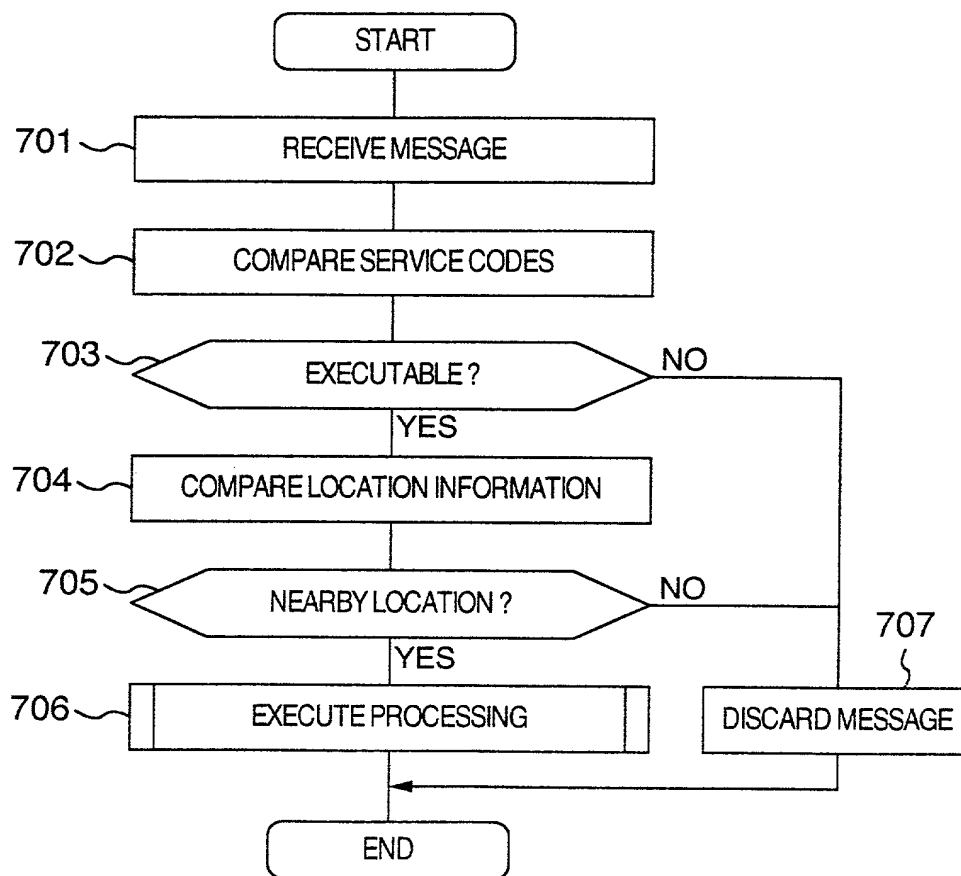 START
701
RECEIVE MESSAGE
702
COMPARE SERVICE CODES
703
EXECUTABLE ?
NO
YES
704
COMPARE LOCATION INFORMATION
705
NEARBY LOCATION ?
NO
YES
707
706
EXECUTE PROCESSING
DISCARD MESSAGE
END